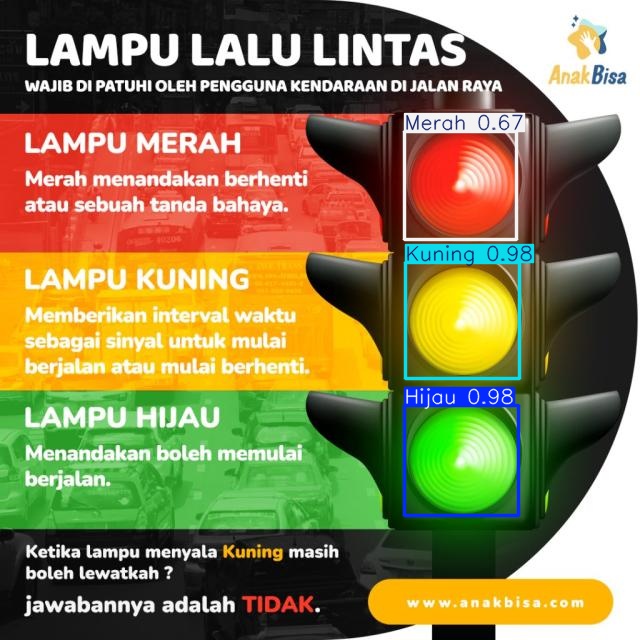 LAMPU LALU LINTAS
WAJIB DI PATUHI OLEH PENGGUNA KENDARAAN DI JALAN RAYA
AnakBisa
LAMPU MERAH
Merah menandakan berhenti
atau sebuah tanda bahaya.
Merah 0.67
LAMPU KUNING
Memberikan interval waktu
sebagai sinyal untuk mulai
berjalan atau mulai berhenti.
Kuning 0.98
LAMPU HIJAU
Menandakan boleh memulai
berjalan.
Hijau 0.98
Ketika lampu menyala Kuning masih
boleh lewatkah ?
jawabannya adalah TIDAK.
www.anakbisa.com